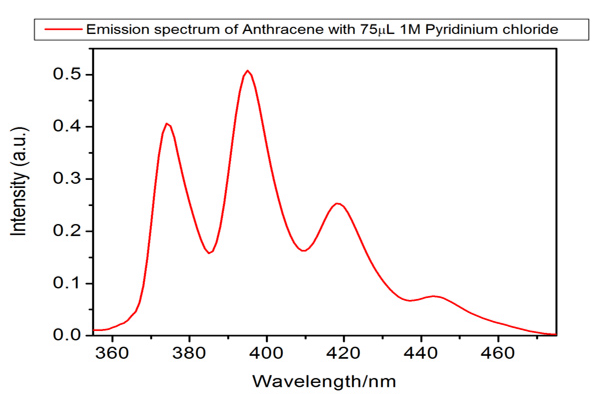 Emission spectrum of Anthracene with 75μL 1M Pyridinium chloride
0.5
0.4
0.3
0.2
0.1
0.0
Intensity (a.u.)
360 380 400 420 440 460
Wavelength/nm